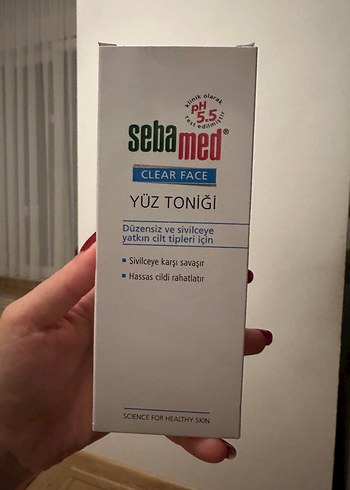 klinik olarak
pH
5.5
test edilmiştir
sebamed®
CLEAR FACE
YÜZ TONİĞİ
Düzensiz ve sivilceye
yatkın cilt tipleri için
Sivilceye karşı savaşır
Hassas cildi rahatlatır
SCIENCE FOR HEALTHY SKIN